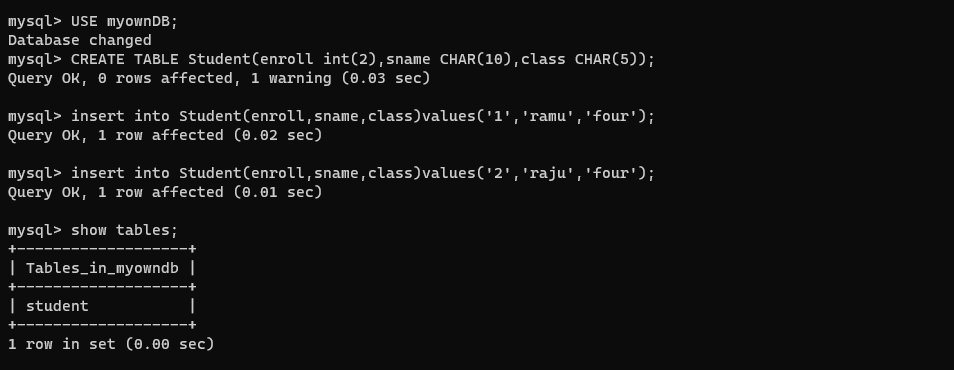 mysql> USE myownDB;
Database changed
mysql> CREATE TABLE Student(enroll int(2),sname CHAR(10),class CHAR(5));
Query OK, 0 rows affected, 1 warning (0.03 sec)
mysql> insert into Student(enroll,sname,class)values('1','ramu','four');
Query OK, 1 row affected (0.02 sec)
mysql> insert into Student(enroll,sname,class)values('2','raju','four');
Query OK, 1 row affected (0.01 sec)
mysql> show tables;
+-------------------+
| Tables_in_myowndb |
+-------------------+
| student           |
+-------------------+
1 row in set (0.00 sec)